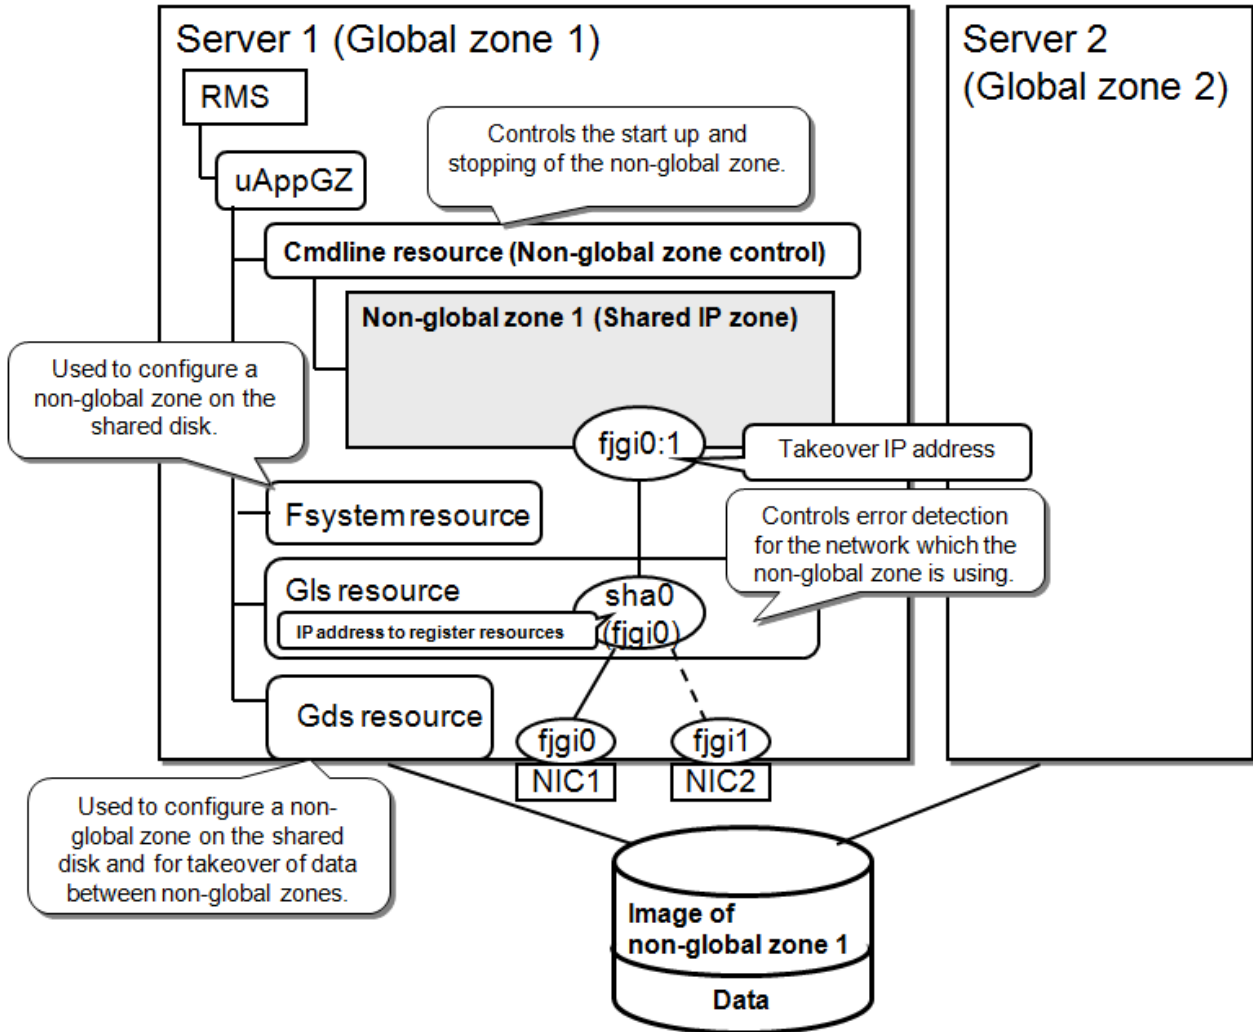 Server 1 (Global zone 1)
RMS
uAppGZ
Controls the start up and
stopping of the non-global zone.
Cmdline resource (Non-global zone control)
Non-global zone 1 (Shared IP zone)
Used to configure a
non-global zone on the
shared disk.
fjgi0:1
Takeover IP address
Fsystem resource
Controls error detection
for the network which the
non-global zone is using.
Gls resource
IP address to register resources
sha0
(fjgi0)
Gds resource
fjgi0
NIC1
fjgi1
NIC2
Used to configure a non-
global zone on the shared
disk and for takeover of data
between non-global zones.
Server 2
(Global zone 2)
Image of
non-global zone 1
Data